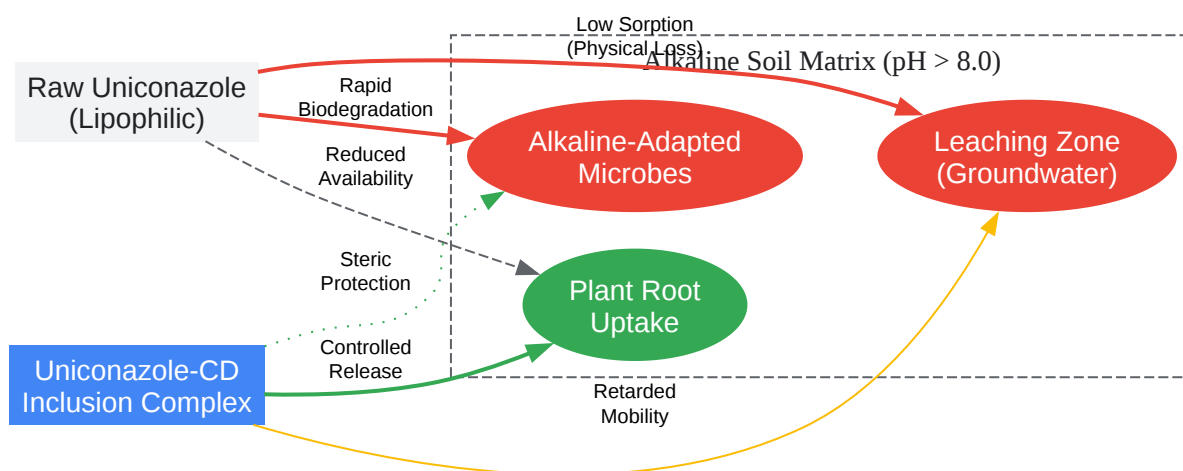 Low Sorption
(Physical Loss)
Alkaline Soil Matrix (pH > 8.0)
Raw Uniconazole
(Lipophilic)
Rapid
Biodegradation
Alkaline-Adapted
Microbes
Leaching Zone
(Groundwater)
Reduced
Availability
Steric
Protection
Plant Root
Uptake
Controlled
Release
Uniconazole-CD
Inclusion Complex
Retarded
Mobility